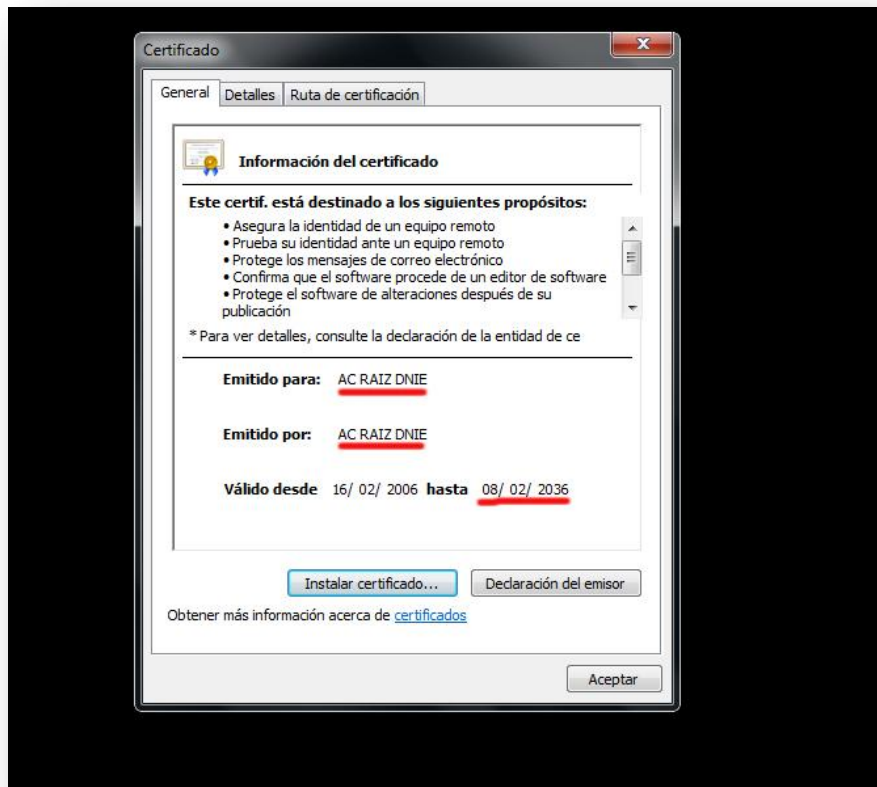 Certificado
General Detalles Ruta de certificación
Información del certificado
Este certif. está destinado a los siguientes propósitos:
• Asegura la identidad de un equipo remoto
• Prueba su identidad ante un equipo remoto
• Protege los mensajes de correo electrónico
• Confirma que el software procede de un editor de software
• Protege el software de alteraciones después de su
publicación
* Para ver detalles, consulte la declaración de la entidad de ce
Emitido para: AC RAIZ DNIE
Emitido por: AC RAIZ DNIE
Válido desde 16/ 02/ 2006 hasta 08/ 02/ 2036
Instalar certificado... Declaración del emisor
Obtener más información acerca de certificados
Aceptar